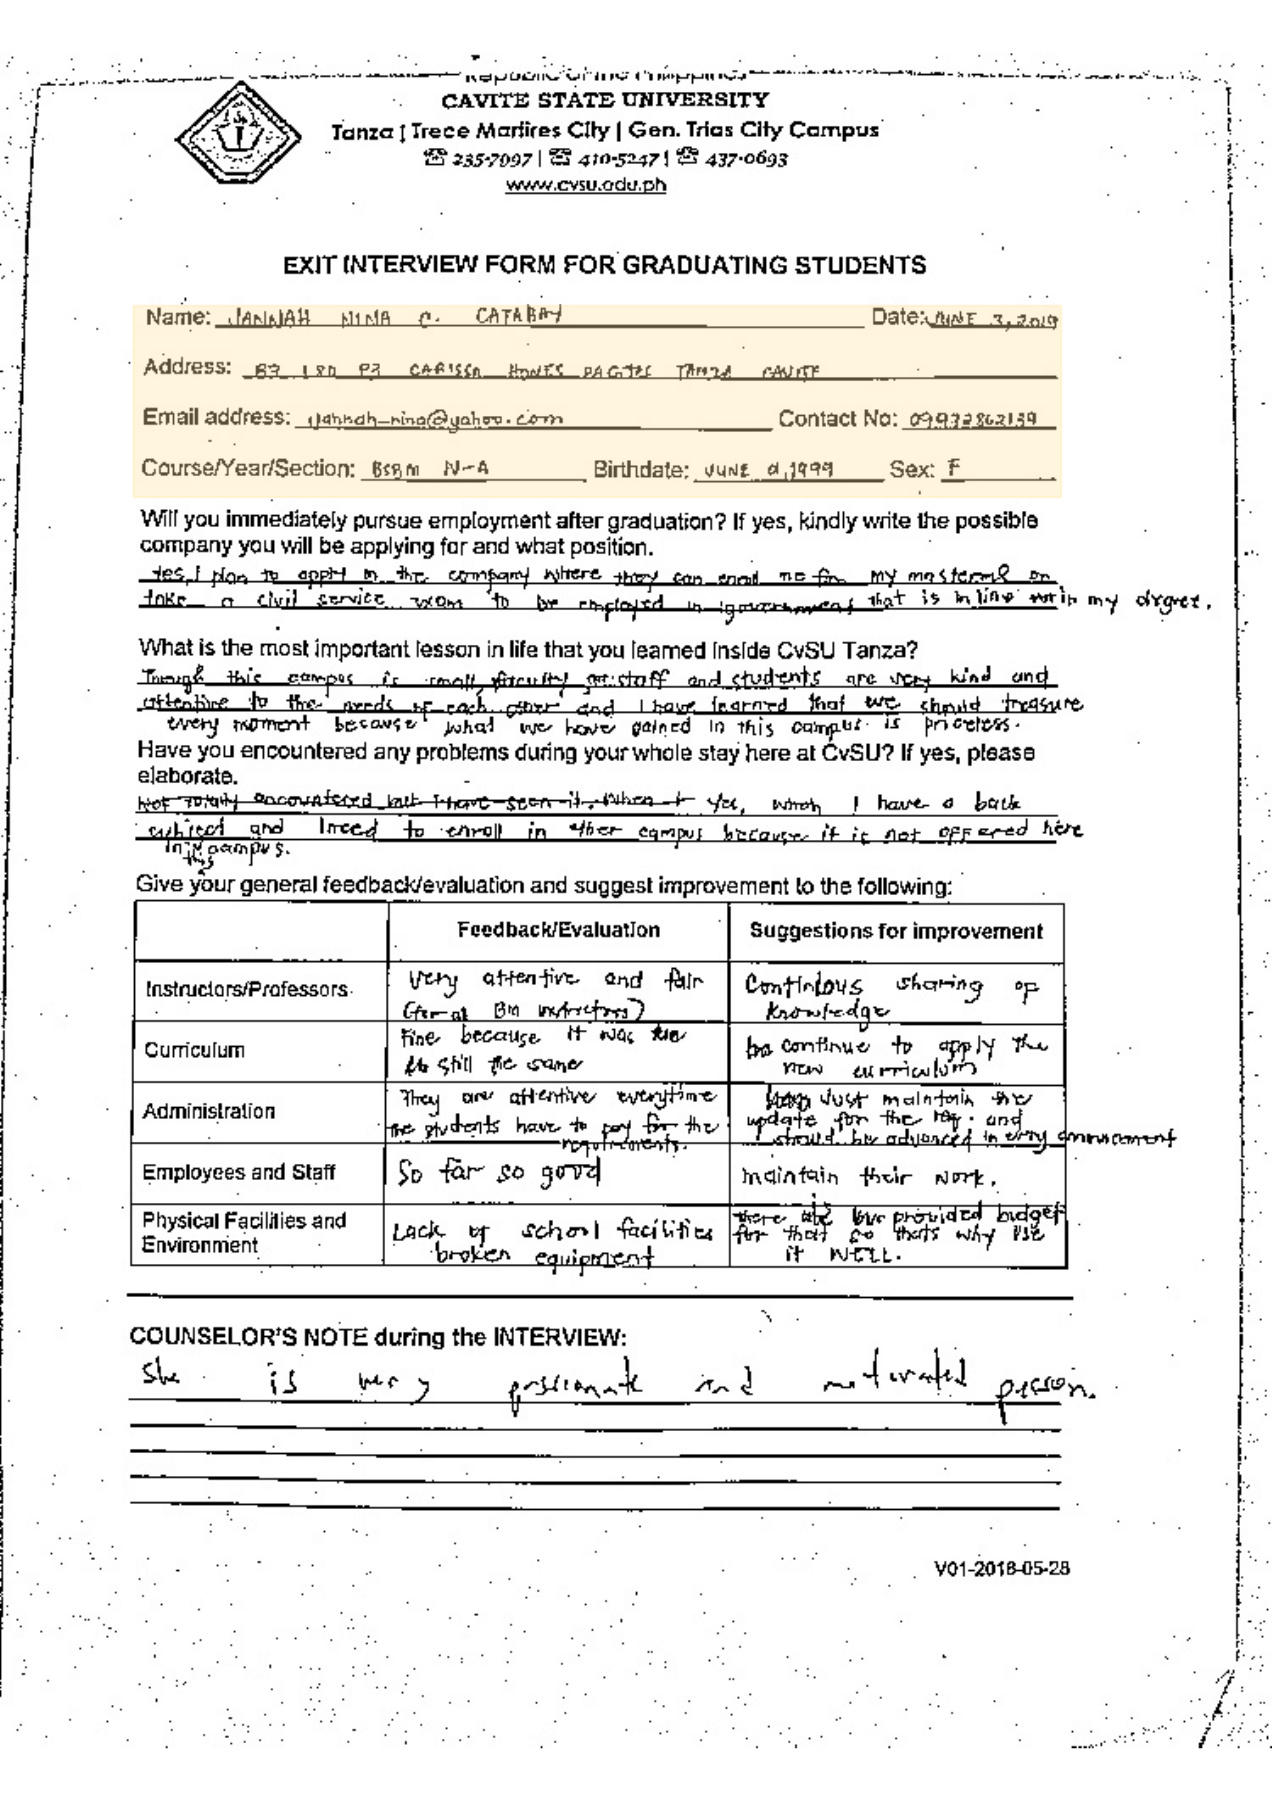 Republic of the Philippines
CAVITE STATE UNIVERSITY
Tanza | Trece Martires City | Gen. Trias City Campus
☎ 235-7997 | ☎ 410-5247 | ☎ 437-0693
www.cvsu.edu.ph
EXIT INTERVIEW FORM FOR GRADUATING STUDENTS
Name: JANNAH NINA C. CATABAY Date: JUNE 3, 2019
Address: B3 L20 P3 CARISSA HOMES BAGTAS TANZA CAVITE
Email address: jannah_nina@yahoo.com Contact No: 09932862139
Course/Year/Section: BSBM Birthdate: JUNE 1999 Sex: F
Will you immediately pursue employment after graduation? If yes, kindly write the possible
company you will be applying for and what position.
Yes, I plan to apply in the company where they can enroll me for my masteral or
take a civil service exam to be employed in government that is in line with my degree.
What is the most important lesson in life that you learned inside CvSU Tanza?
Though this campus is small, faculty staff and students are very kind and
attentive to the needs of each other and I have learned that we should treasure
every moment because what we have gained in this campus is priceless.
Have you encountered any problems during your whole stay here at CvSU? If yes, please
elaborate.
Not totally encountered but I have seen it. When I Yes, when I have a back
subject and I need to enroll in other campus because it is not offered here
in this campus.
Give your general feedback/evaluation and suggest improvement to the following:
Feedback/Evaluation Suggestions for improvement
Instructors/Professors Very attentive and fair Continious sharing of
(for all BM instructors) knowledge
Curriculum Fine because it was the continue to apply the
still the same new curriculum
Administration They are attentive everytime Just maintain the
the students have to pay for the update for the and
requirements. should be advanced in every announcement
Employees and Staff So far so good maintain their work.
Physical Facilities and Lack of school facilities there are low provided budget
Environment broken equipment for that so thats why use
it WELL.
COUNSELOR'S NOTE during the INTERVIEW:
She is very passionate and motivated person.
V01-2018-05-28